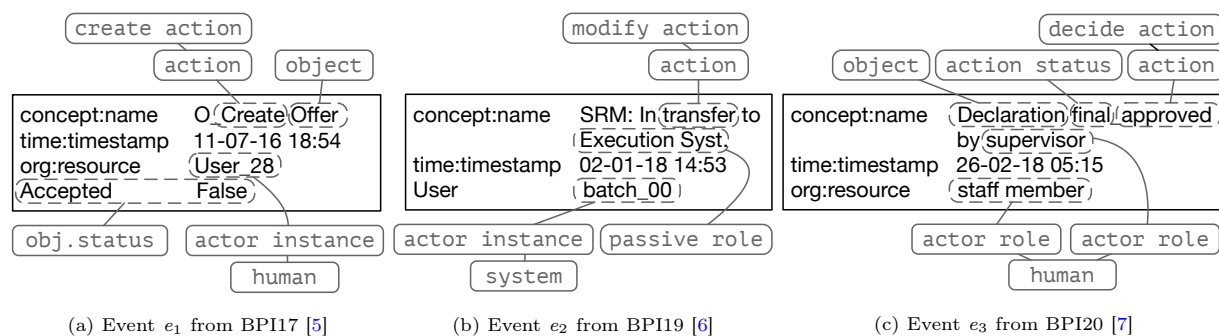 create action
action
object
concept:name O_Create Offer
time:timestamp 11-07-16 18:54
org:resource User_28
Accepted False
obj.status
actor instance
human
(a) Event e1 from BPI17 [5]
modify action
action
concept:name SRM: In transfer to
Execution Syst.
time:timestamp 02-01-18 14:53
User batch_00
actor instance
passive role
system
(b) Event e2 from BPI19 [6]
decide action
object
action status
action
concept:name Declaration final approved
by supervisor
time:timestamp 26-02-18 05:15
org:resource staff member
actor role
actor role
human
(c) Event e3 from BPI20 [7]